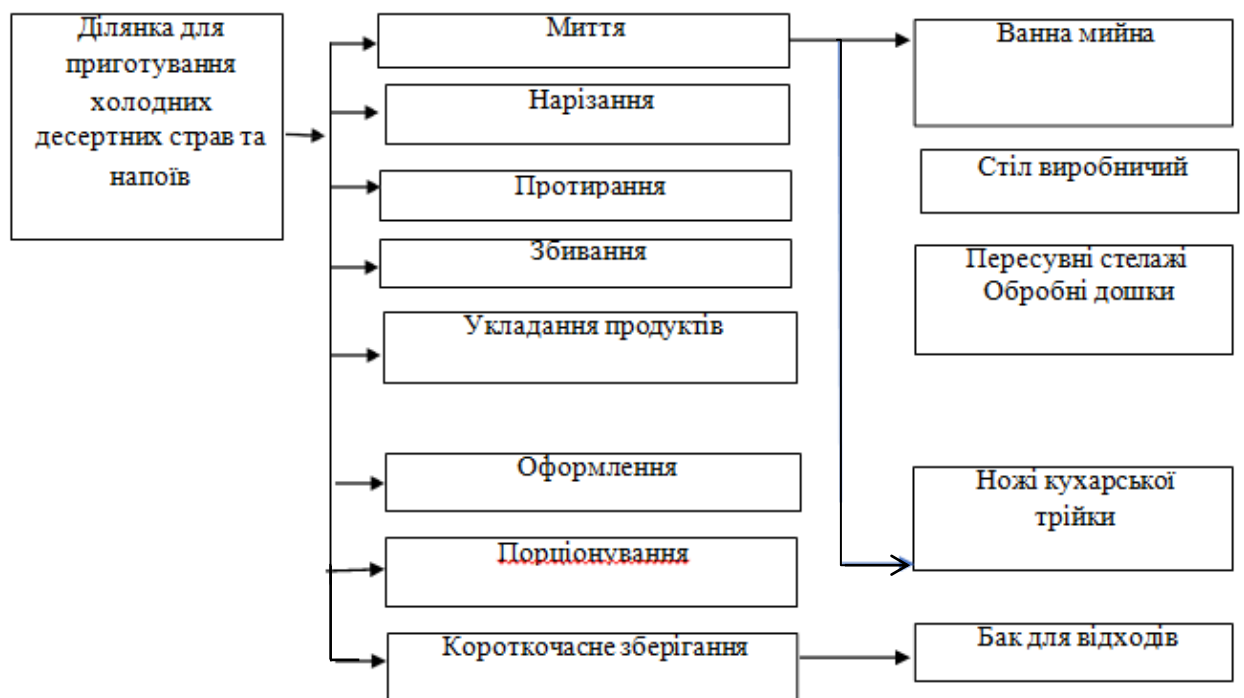 Ділянка для
приготування
холодних
десертних страв та
напоїв
Миття
Нарізання
Протирання
Збивання
Укладання продуктів
Оформлення
Порціонування
Короткочасне зберігання
Ванна мийна
Стіл виробничий
Пересувні стелажі
Обробні дошки
Ножі кухарської
трійки
Бак для відходів